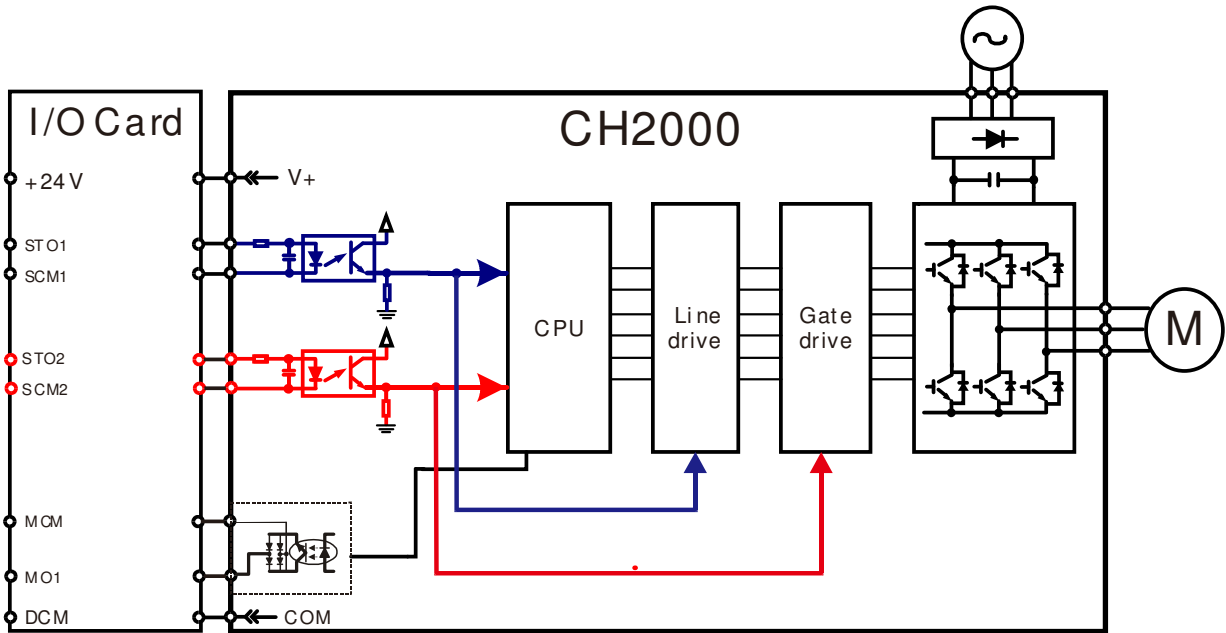 I/O Card
CH2000
+24V
V+
STO1
SCM1
CPU
Line
drive
Gate
drive
M
STO2
SCM2
MCM
MO1
DCM
COM